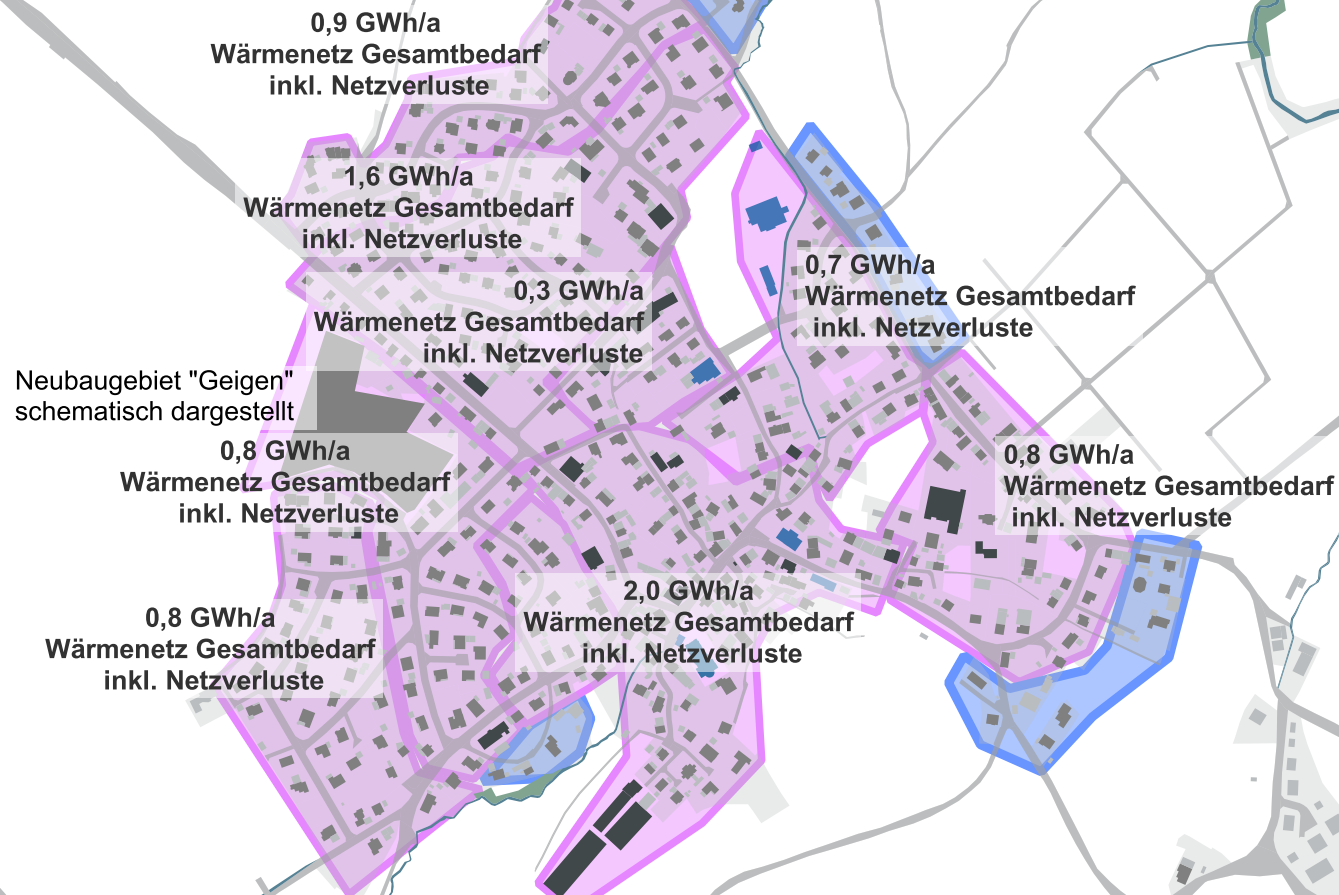 0,9 GWh/a
Wärmenetz Gesamtbedarf
inkl. Netzverluste
1,6 GWh/a
Wärmenetz Gesamtbedarf
inkl. Netzverluste
0,3 GWh/a
Wärmenetz Gesamtbedarf
inkl. Netzverluste
0,7 GWh/a
Wärmenetz Gesamtbedarf
inkl. Netzverluste
Neubaugebiet "Geigen"
schematisch dargestellt
0,8 GWh/a
Wärmenetz Gesamtbedarf
inkl. Netzverluste
0,8 GWh/a
Wärmenetz Gesamtbedarf
inkl. Netzverluste
2,0 GWh/a
Wärmenetz Gesamtbedarf
inkl. Netzverluste
0,8 GWh/a
Wärmenetz Gesamtbedarf
inkl. Netzverluste